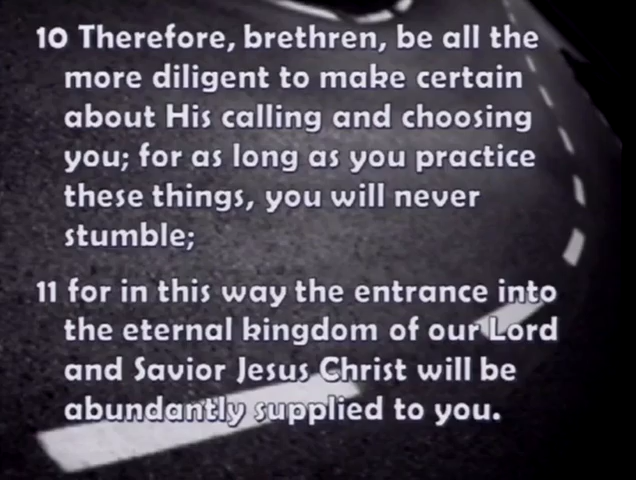 10 Therefore, brethren, be all the
more diligent to make certain
about His calling and choosing
you; for as long as you practice
these things, you will never
stumble;
11 for in this way the entrance into
the eternal kingdom of our Lord
and Savior Jesus Christ will be
abundantly supplied to you.